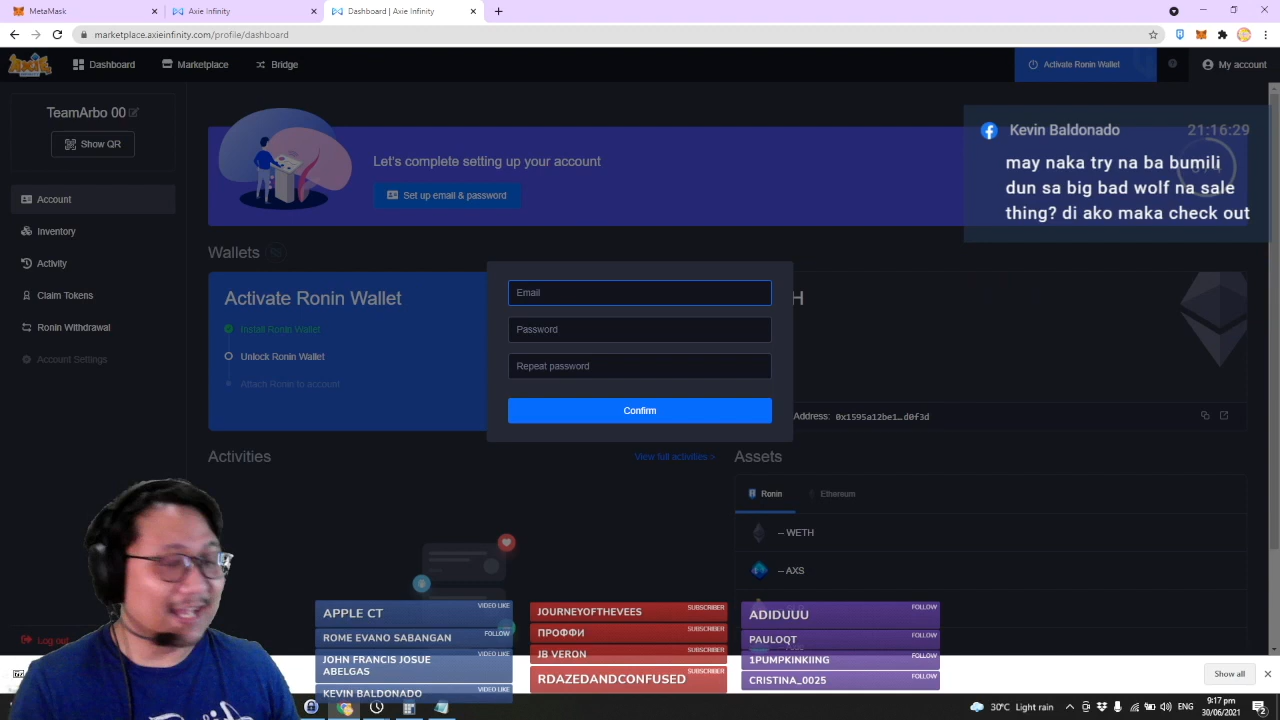 MetaMask
Dashboard | Axie Infinity
Dashboard | Axie Infinity
marketplace.axieinfinity.com/profile/dashboard
Dashboard
Marketplace
Bridge
Activate Ronin Wallet
My account
TeamArbo 00
Show QR
Account
Inventory
Activity
Claim Tokens
Ronin Withdrawal
Account Settings
Log out
Let's complete setting up your account
Set up email & password
Kevin Baldonado 21:16:29
may naka try na ba bumili
dun sa big bad wolf na sale
thing? di ako maka check out
Wallets
Activate Ronin Wallet
Install Ronin Wallet
Unlock Ronin Wallet
Attach Ronin to account
Email
Password
Repeat password
Confirm
H
Address: 0x1595a12be1...d0f3d
Activities
View full activities >
Assets
Ronin
Ethereum
-- WETH
-- AXS
APPLE CT VIDEO LIKE
ROME EVANO SABANGAN FOLLOW
JOHN FRANCIS JOSUE VIDEO LIKE
ABELGAS
KEVIN BALDONADO VIDEO LIKE
JOURNEYOFTHEVEES SUBSCRIBER
ПРОФФИ SUBSCRIBER
JB VERON SUBSCRIBER
RDAZEDANDCONFUSED SUBSCRIBER
ADIDUUU FOLLOW
PAULOQT FOLLOW
1PUMPKINKIING FOLLOW
CRISTINA_0025 FOLLOW
Show all
30°C
9:17 pm
30/06/2021